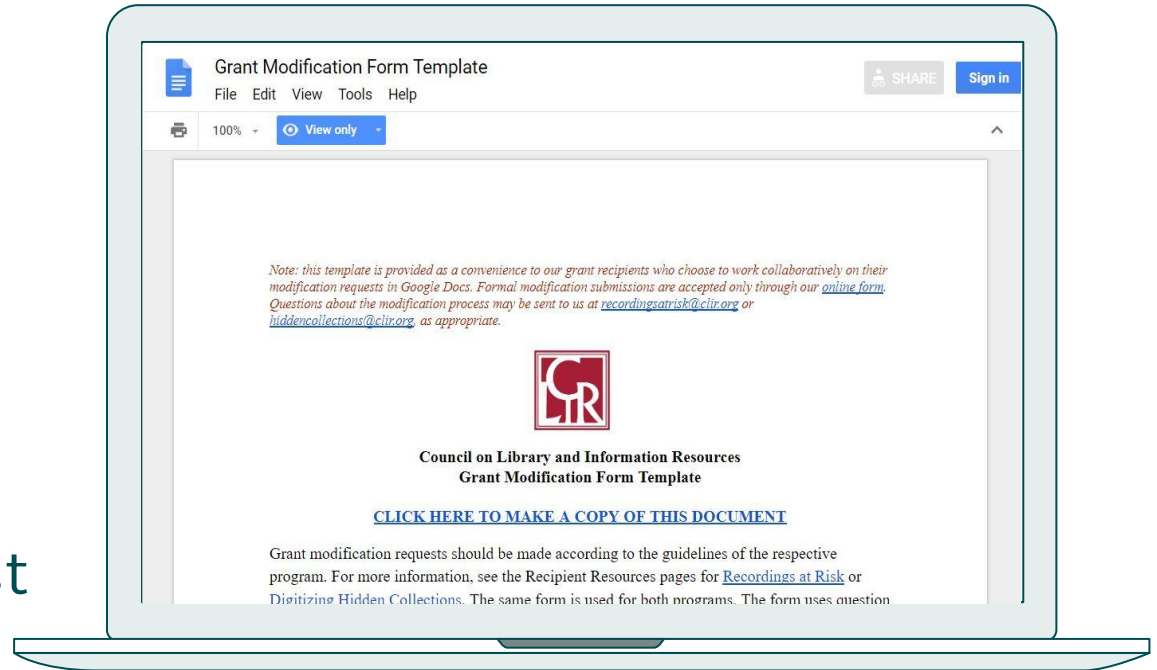 Grant Modification Form Template
File Edit View Tools Help
SHARE
Sign in
100%
View only
Note: this template is provided as a convenience to our grant recipients who choose to work collaboratively on their
modification requests in Google Docs. Formal modification submissions are accepted only through our online form.
Questions about the modification process may be sent to us at recordingsatrisk@clir.org or
hiddencollections@clir.org, as appropriate.
CLIR
Council on Library and Information Resources
Grant Modification Form Template
CLICK HERE TO MAKE A COPY OF THIS DOCUMENT
Grant modification requests should be made according to the guidelines of the respective
program. For more information, see the Recipient Resources pages for Recordings at Risk or
Digitizing Hidden Collections. The same form is used for both programs. The form uses question